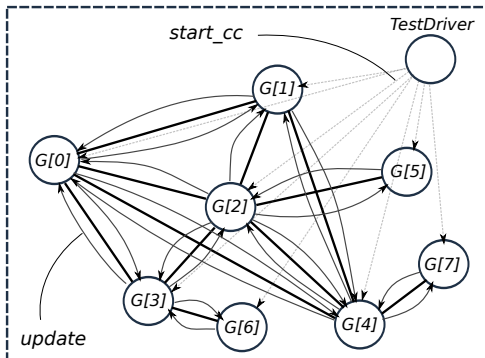 TestDriver
start_cc
G[1]
G[0]
G[5]
G[2]
G[7]
G[3]
G[6]
G[4]
update